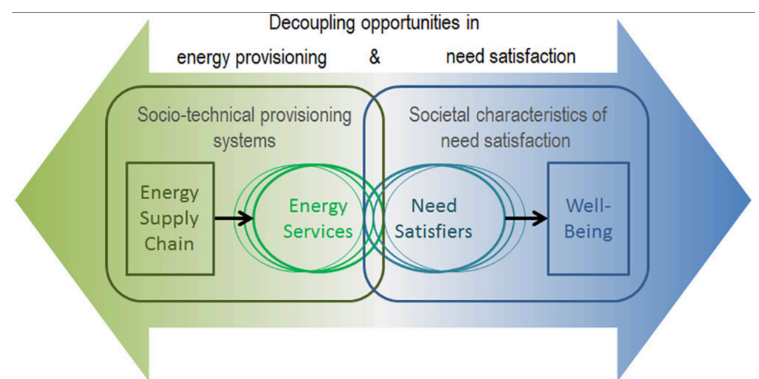 Decoupling opportunities in
energy provisioning & need satisfaction
Socio-technical provisioning
systems
Societal characteristics of
need satisfaction
Energy
Supply
Chain
Energy
Services
Need
Satisfiers
Well-
Being